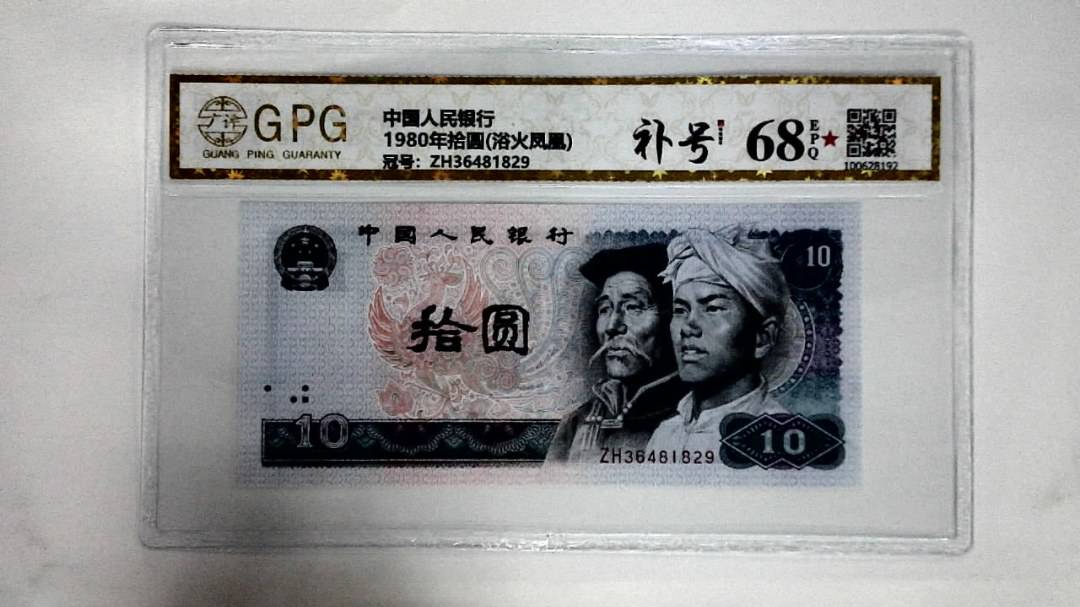 GPG
GUANG PING GUARANTY
中国人民银行
1980年拾圆(浴火凤凰)
冠号：ZH36481829
补号
68
EPQ
100628192
中国人民银行
10
拾圆
10
ZH36481829
10